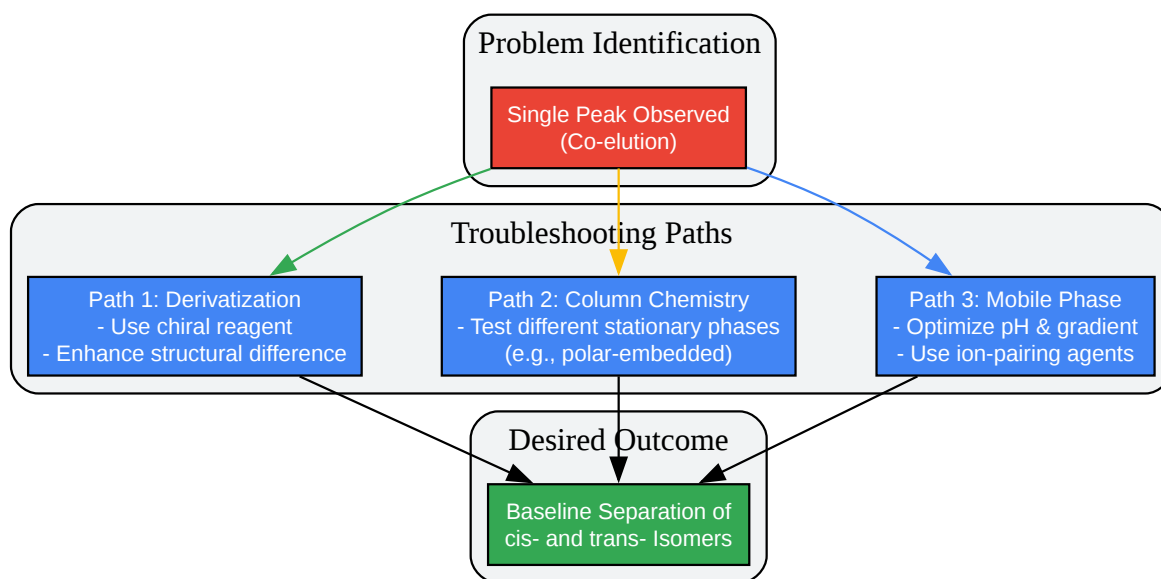 Problem Identification
Single Peak Observed
(Co-elution)
Troubleshooting Paths
Path 1: Derivatization
- Use chiral reagent
- Enhance structural difference
Path 2: Column Chemistry
- Test different stationary phases
(e.g., polar-embedded)
Path 3: Mobile Phase
- Optimize pH & gradient
- Use ion-pairing agents
Desired Outcome
Baseline Separation of
cis- and trans- Isomers